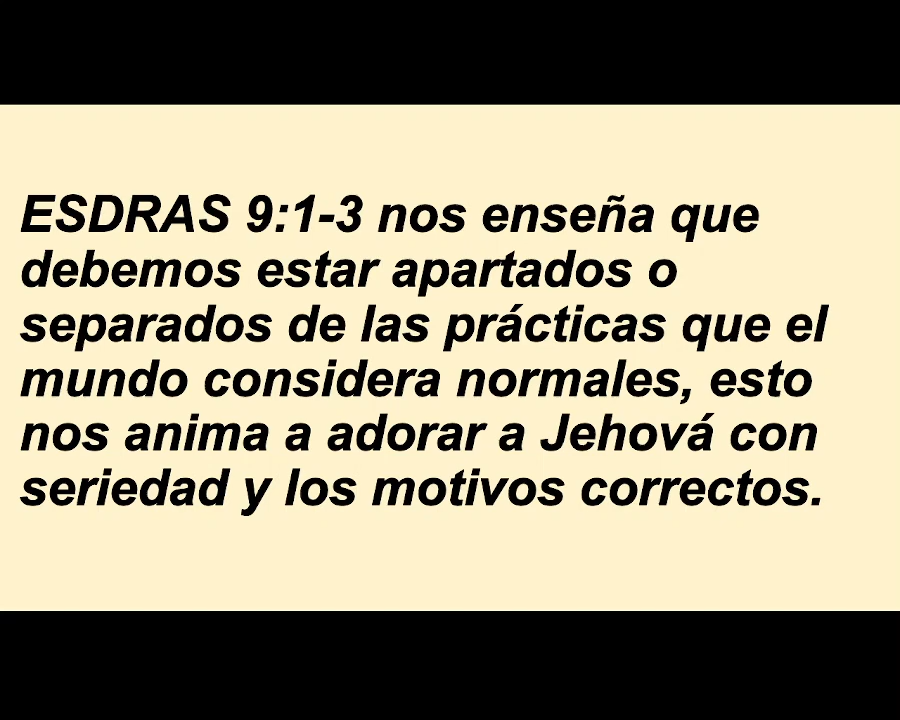 ESDRAS 9:1-3 nos enseña que
debemos estar apartados o
separados de las prácticas que el
mundo considera normales, esto
nos anima a adorar a Jehová con
seriedad y los motivos correctos.